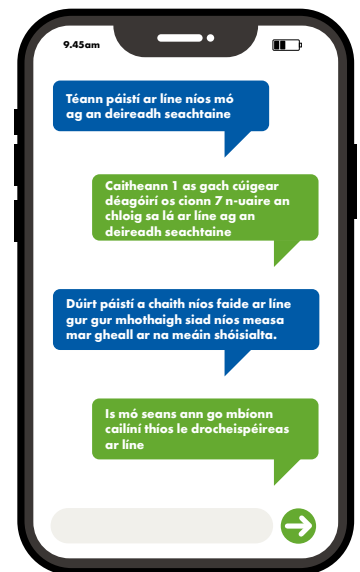 9.45am
Téann páistí ar líne níos mó
ag an deireadh seachtaine
Caitheann 1 as gach cúigear
déagóirí os cionn 7 n-uaire an
chloig sa lá ar líne ag an
deireadh seachtaine
Dúirt páistí a chaith níos faide ar líne
gur gur mhothaigh siad níos measa
mar gheall ar na meáin shóisialta.
Is mó seans ann go mbíonn
cailíní thíos le drocheispéireas
ar líne